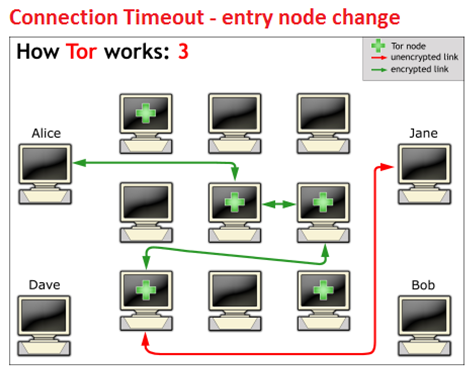 Connection Timeout - entry node change
How Tor works: 3
Tor node
unencrypted link
encrypted link
Alice
Jane
Dave
Bob